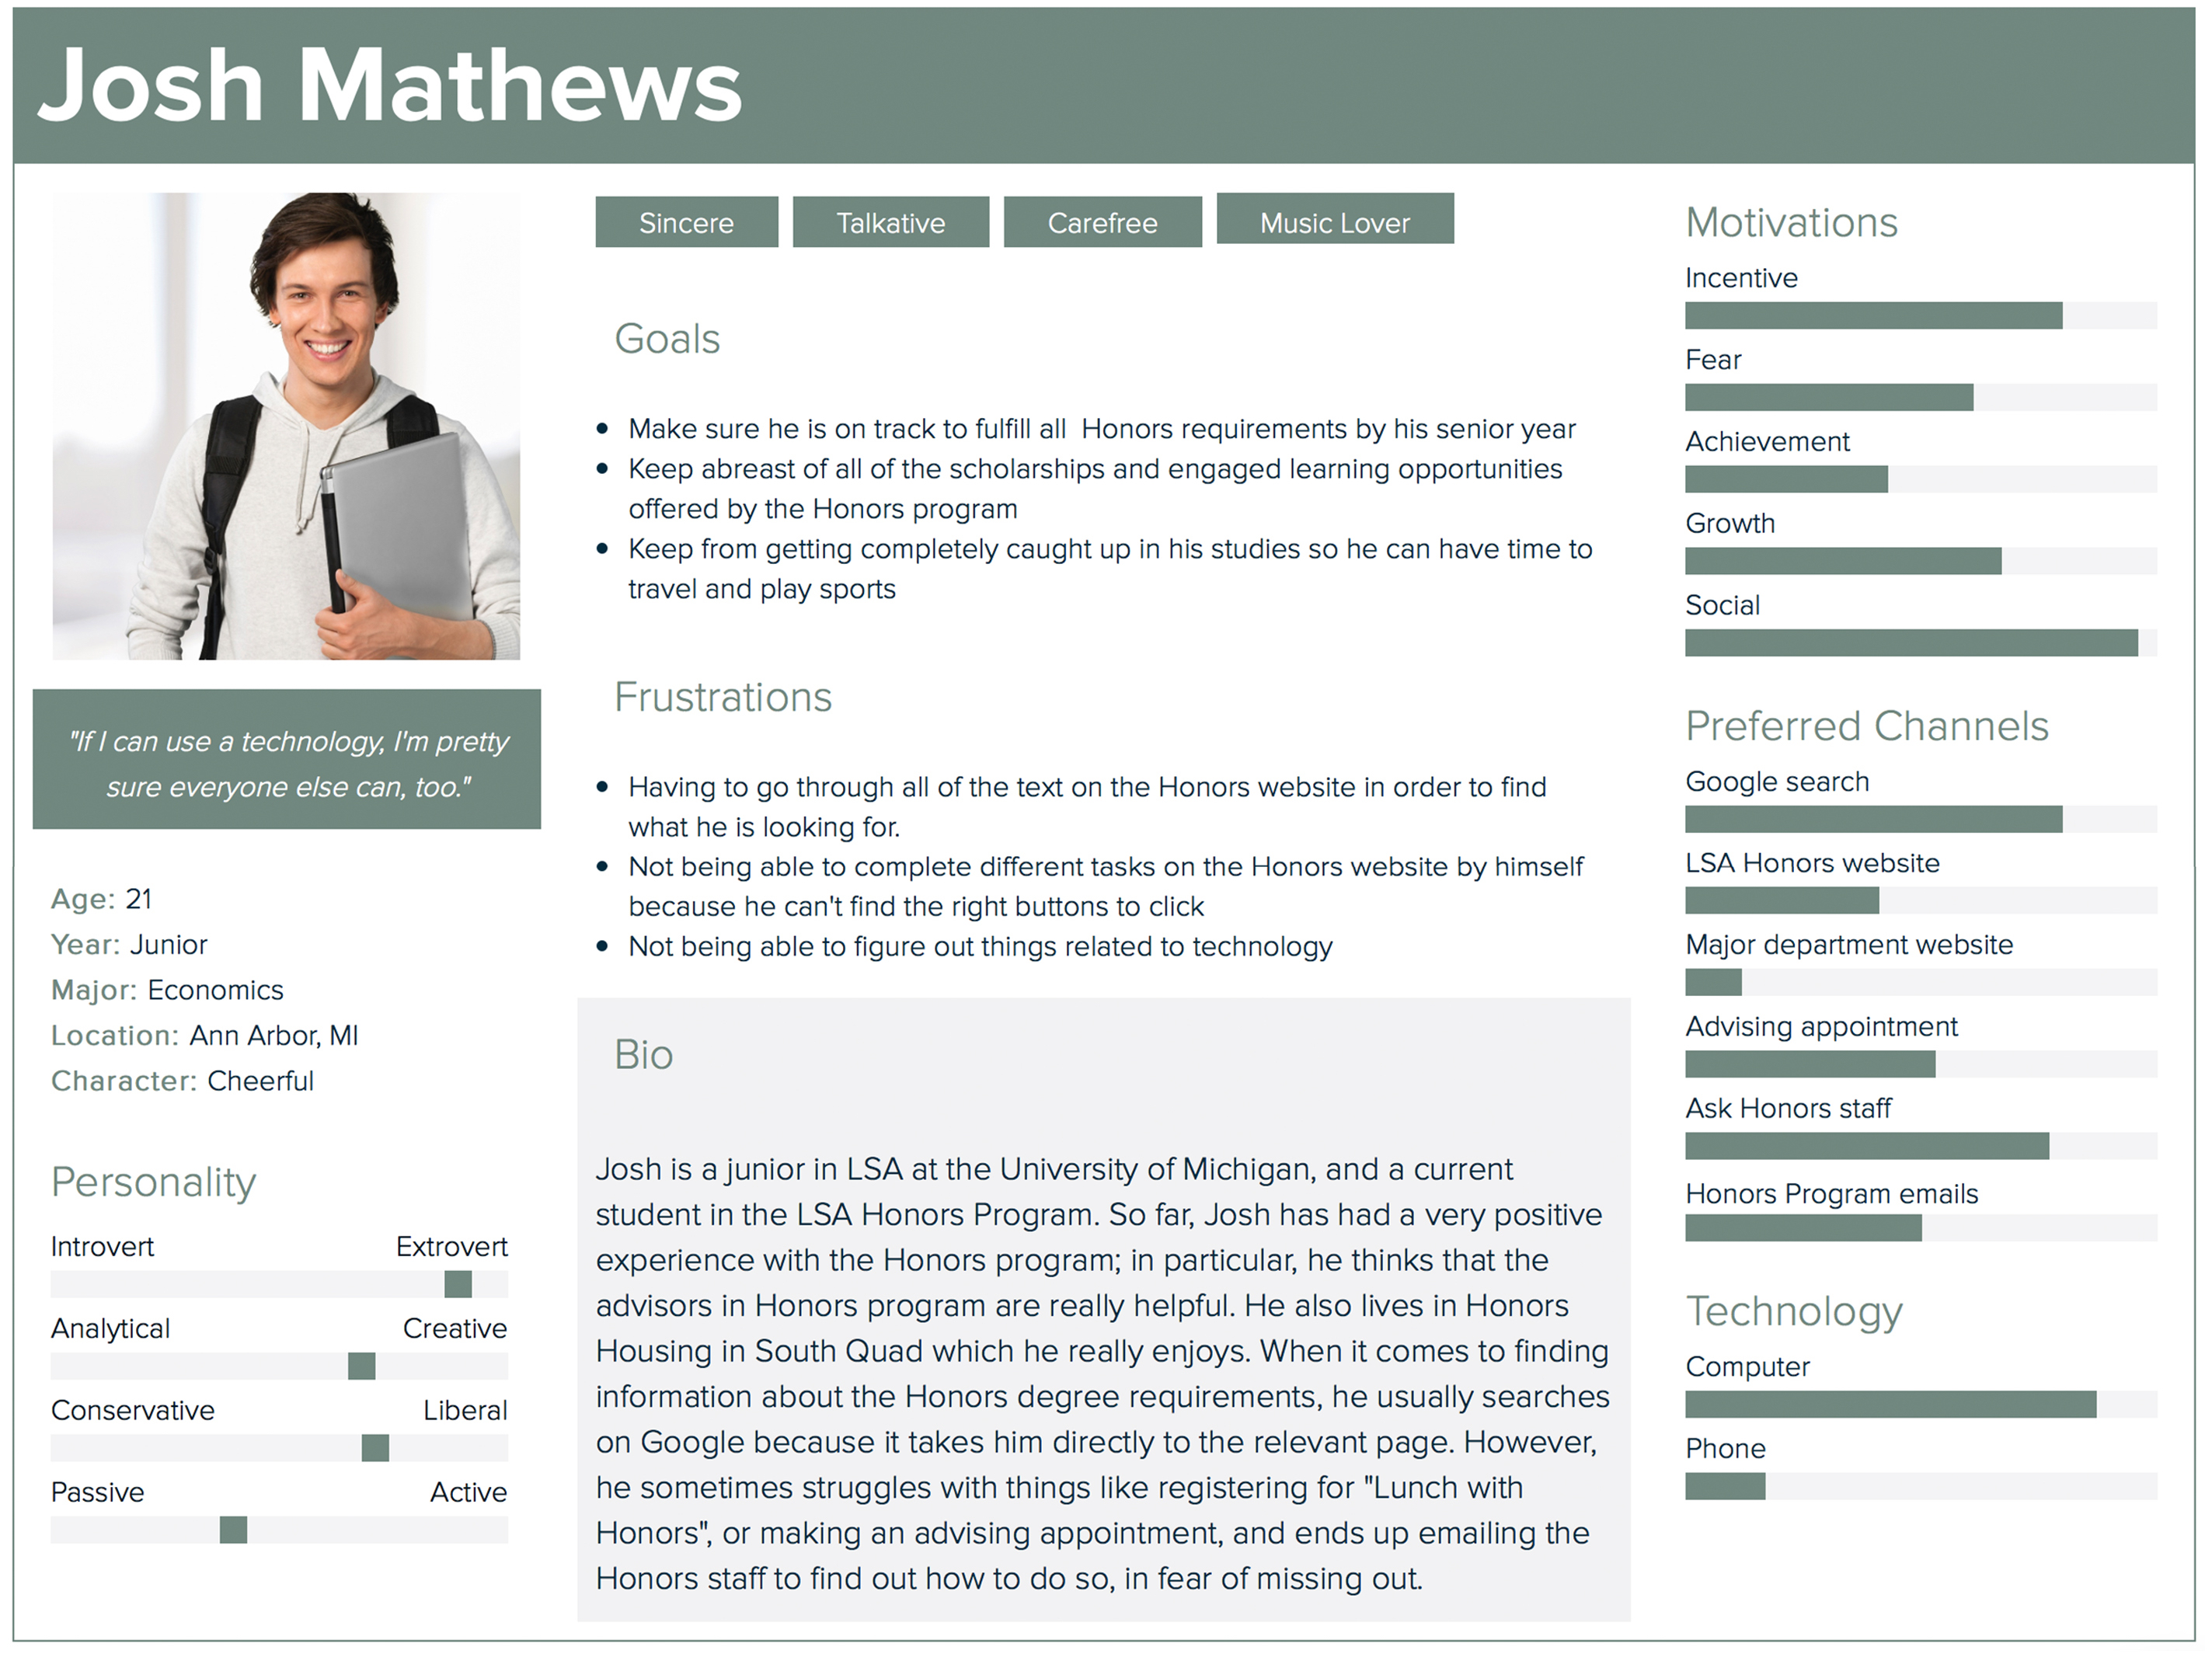 Josh Mathews
Sincere
Talkative
Carefree
Music Lover
"If I can use a technology, I'm pretty
sure everyone else can, too."
Age: 21
Year: Junior
Major: Economics
Location: Ann Arbor, MI
Character: Cheerful
Personality
Introvert Extrovert
Analytical Creative
Conservative Liberal
Passive Active
Goals
• Make sure he is on track to fulfill all  Honors requirements by his senior year
• Keep abreast of all of the scholarships and engaged learning opportunities
offered by the Honors program
• Keep from getting completely caught up in his studies so he can have time to
travel and play sports
Frustrations
• Having to go through all of the text on the Honors website in order to find
what he is looking for.
• Not being able to complete different tasks on the Honors website by himself
because he can't find the right buttons to click
• Not being able to figure out things related to technology
Bio
Josh is a junior in LSA at the University of Michigan, and a current
student in the LSA Honors Program. So far, Josh has had a very positive
experience with the Honors program; in particular, he thinks that the
advisors in Honors program are really helpful. He also lives in Honors
Housing in South Quad which he really enjoys. When it comes to finding
information about the Honors degree requirements, he usually searches
on Google because it takes him directly to the relevant page. However,
he sometimes struggles with things like registering for "Lunch with
Honors", or making an advising appointment, and ends up emailing the
Honors staff to find out how to do so, in fear of missing out.
Motivations
Incentive
Fear
Achievement
Growth
Social
Preferred Channels
Google search
LSA Honors website
Major department website
Advising appointment
Ask Honors staff
Honors Program emails
Technology
Computer
Phone